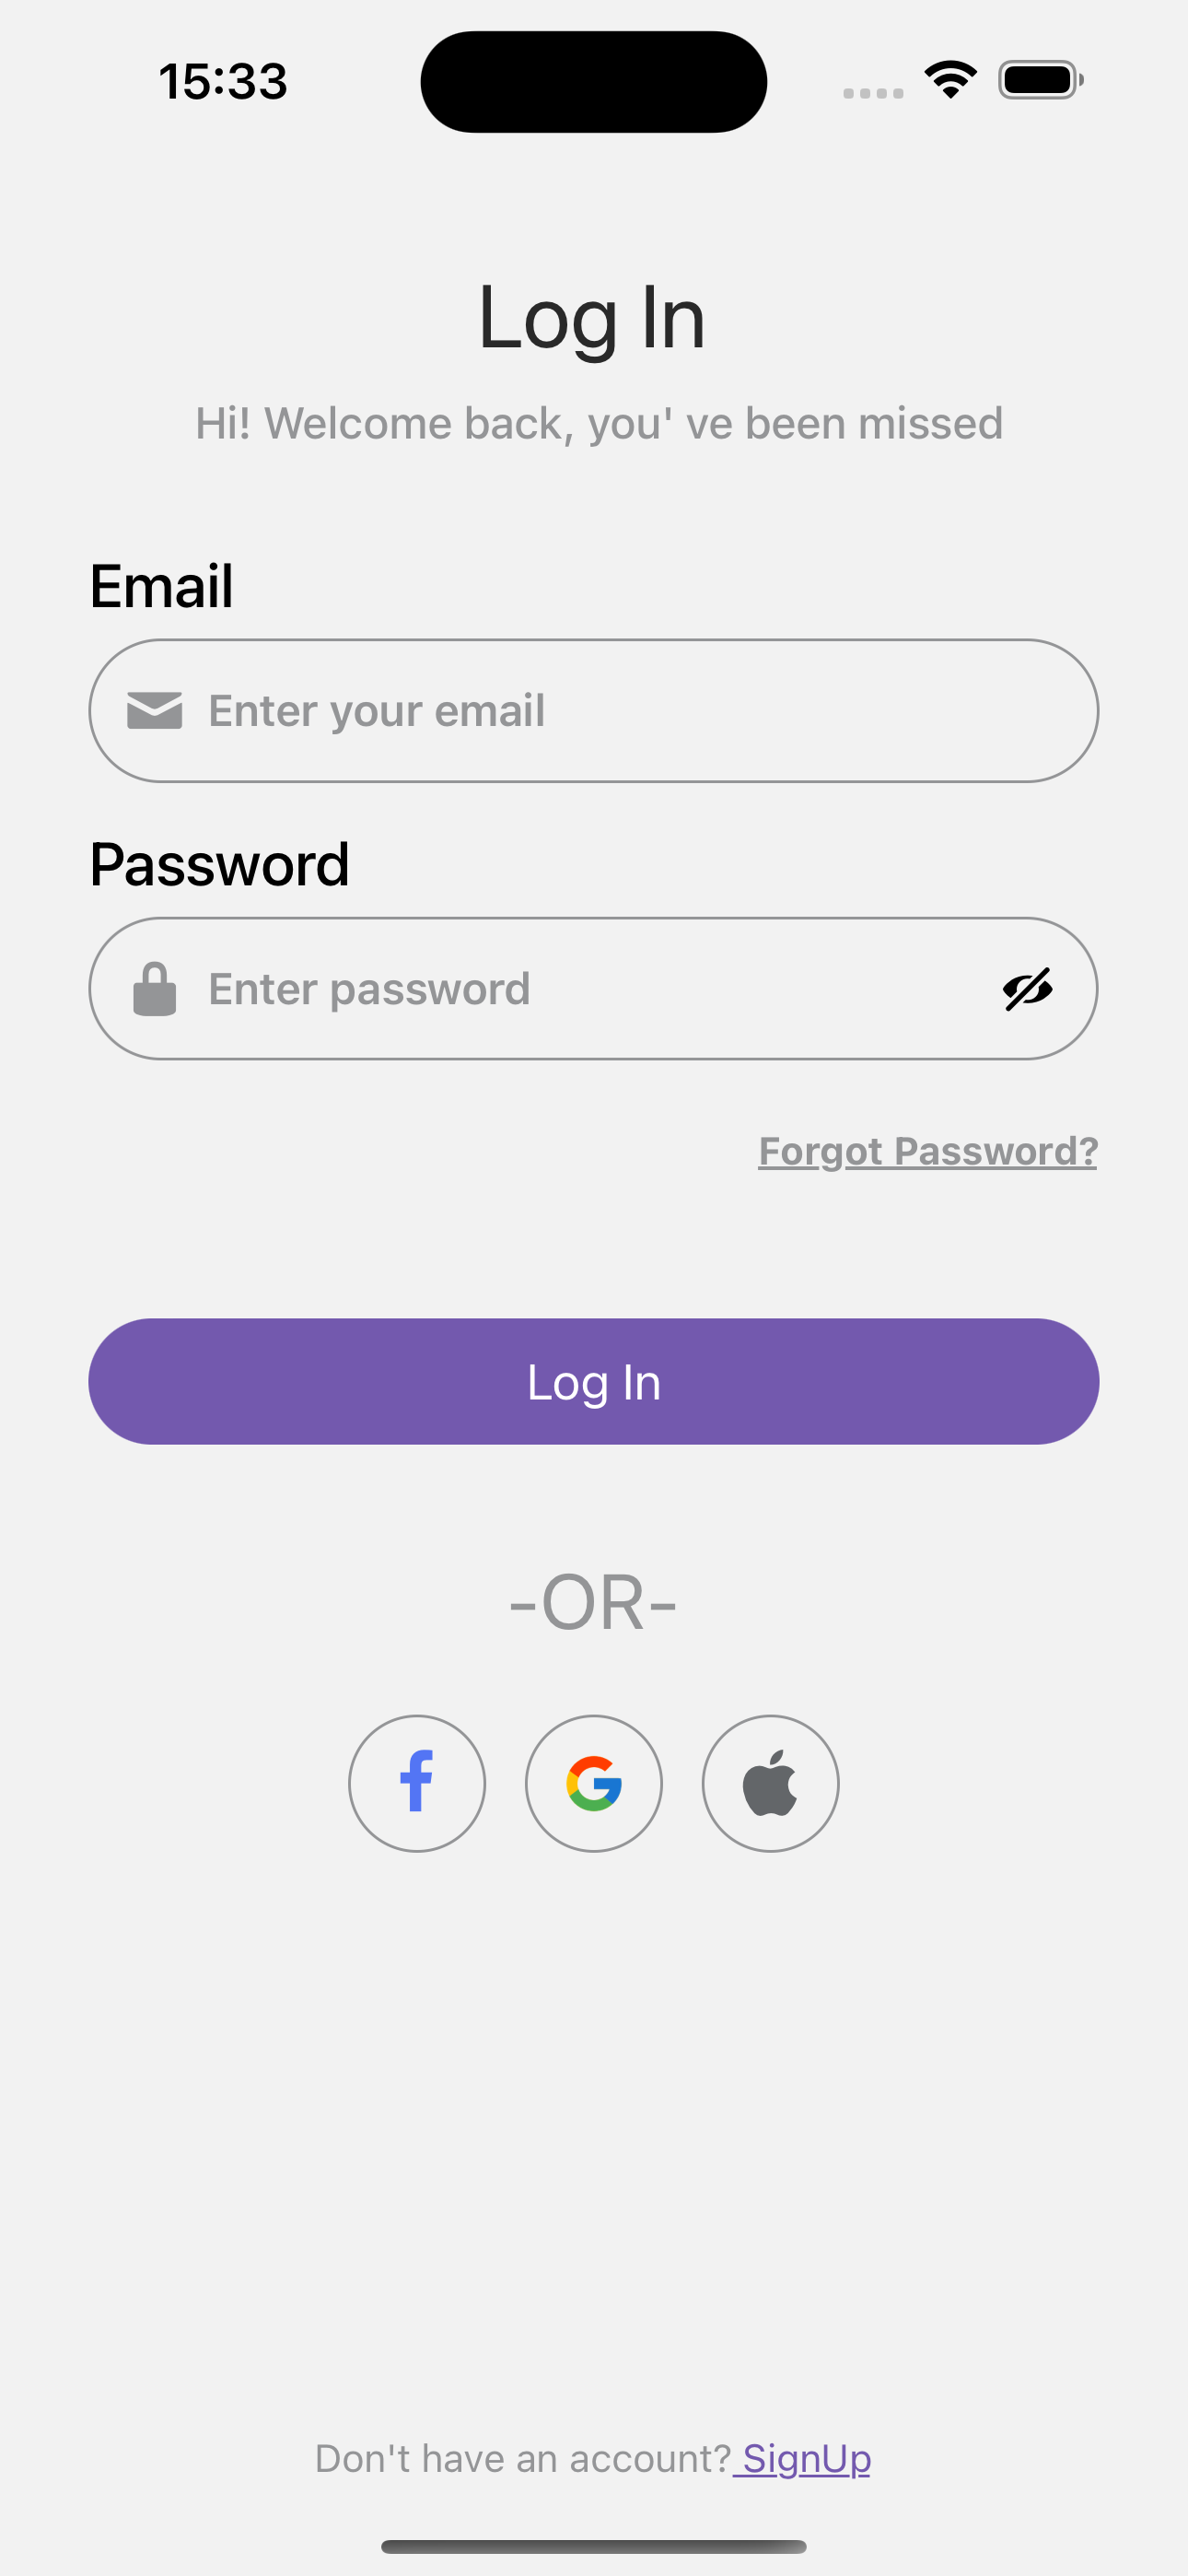 15:33
Log In
Hi! Welcome back, you' ve been missed
Email
Enter your email
Password
Enter password
Forgot Password?
Log In
-OR-
Don't have an account? SignUp